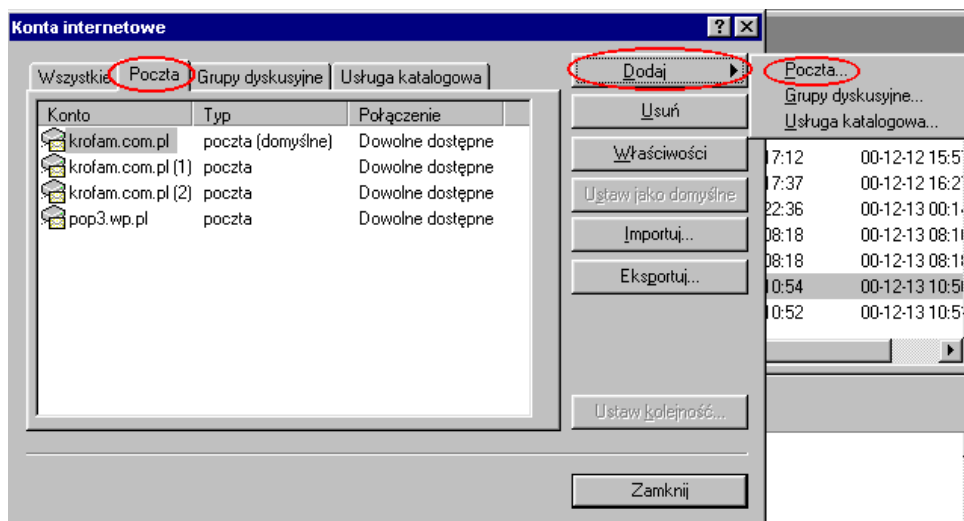 Konta internetowe
Wszystkie Poczta Grupy dyskusyjne Usługa katalogowa
Konto Typ Połączenie
krofam.com.pl poczta (domyślne) Dowolne dostępne
krofam.com.pl (1) poczta Dowolne dostępne
krofam.com.pl (2) poczta Dowolne dostępne
pop3.wp.pl poczta Dowolne dostępne
Dodaj
Usuń
Właściwości
Ustaw jako domyślne
Importuj...
Eksportuj...
Ustaw kolejność...
Zamknij
Poczta...
Grupy dyskusyjne...
Usługa katalogowa...
17:12 00-12-12 15:5
17:37 00-12-12 16:2
22:36 00-12-13 00:1
08:18 00-12-13 08:1
08:18 00-12-13 08:1
10:54 00-12-13 10:5
10:52 00-12-13 10:5